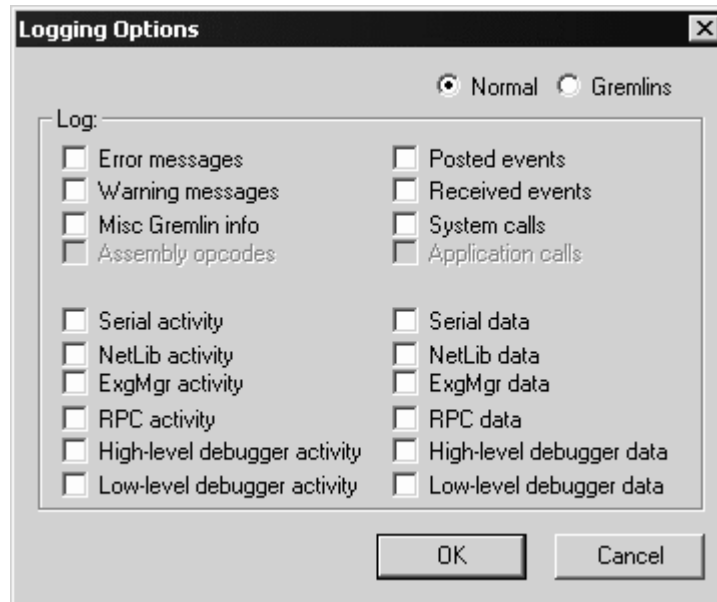 Logging Options
Normal Gremlins
Log:
Error messages Posted events
Warning messages Received events
Misc Gremlin info System calls
Assembly opcodes Application calls
Serial activity Serial data
NetLib activity NetLib data
ExgMgr activity ExgMgr data
RPC activity RPC data
High-level debugger activity High-level debugger data
Low-level debugger activity Low-level debugger data
OK Cancel